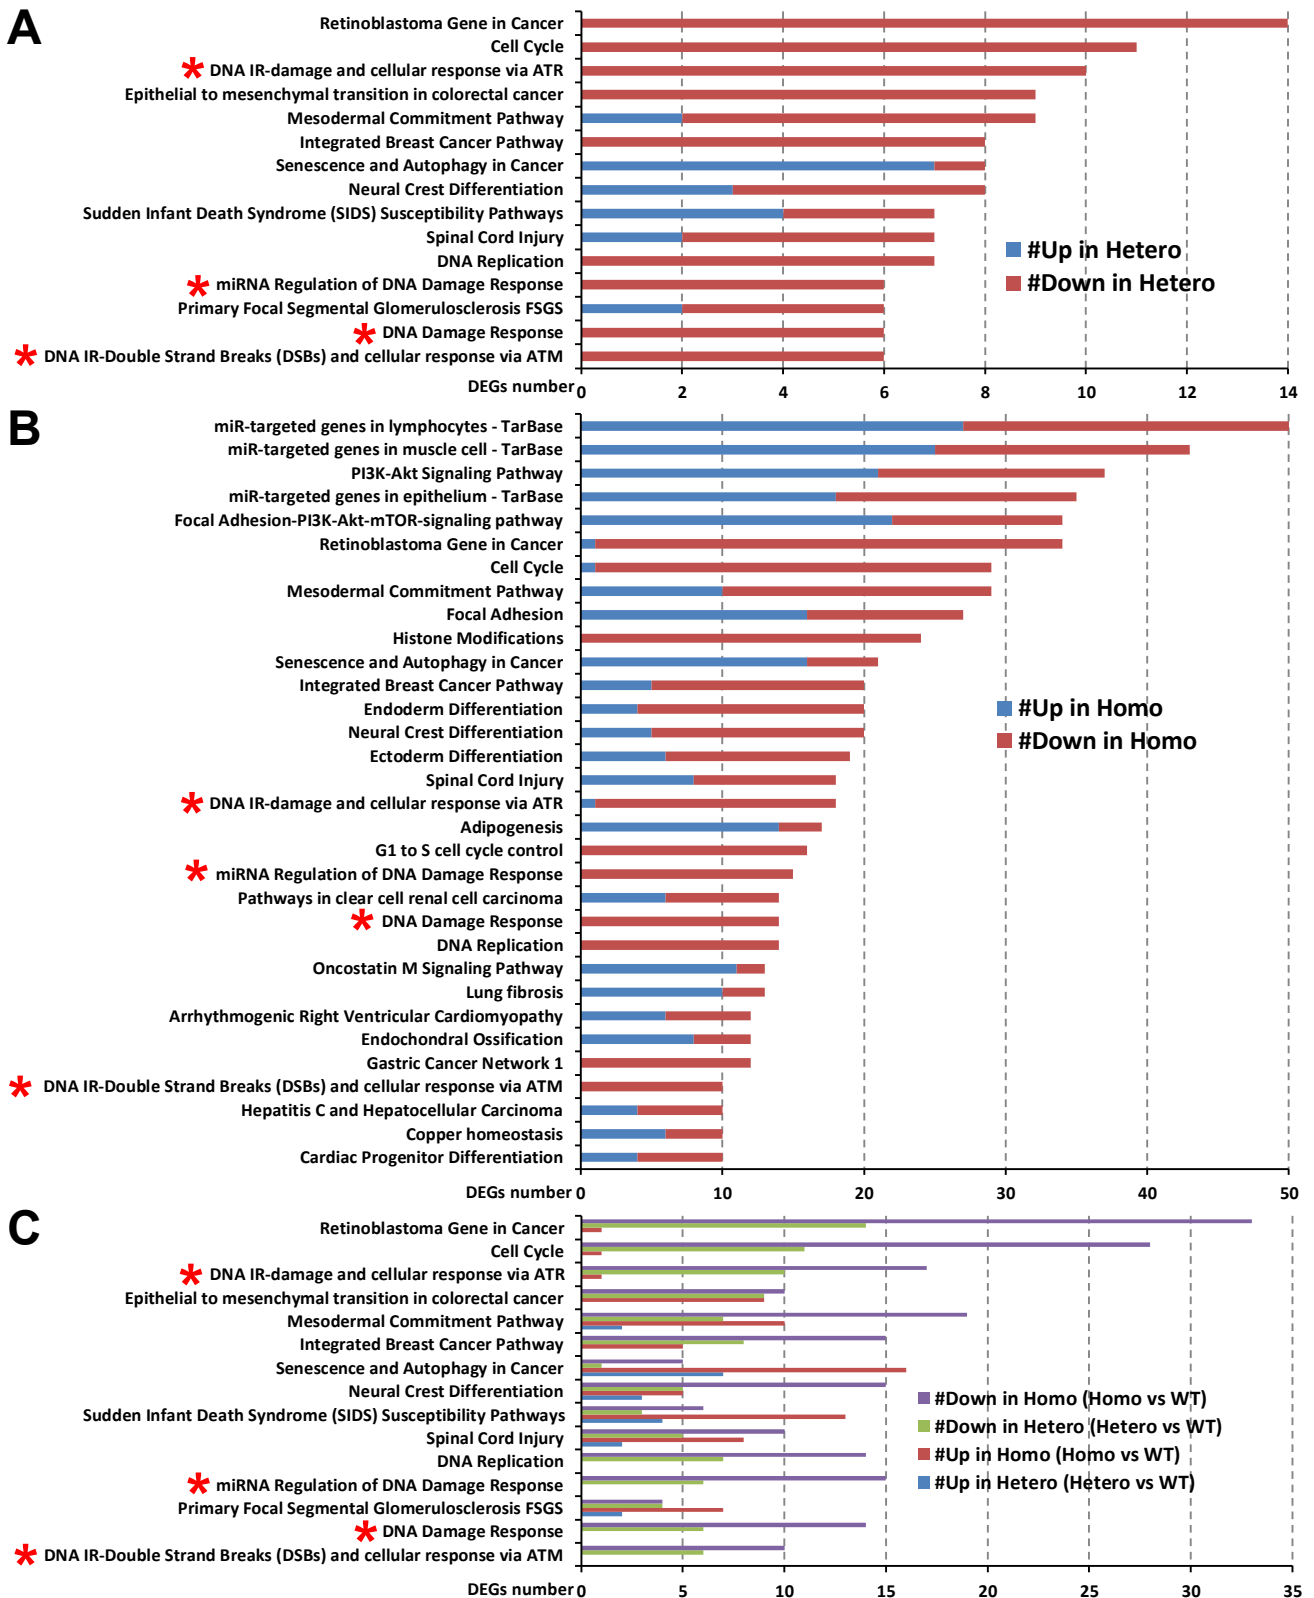 A
Retinoblastoma Gene in Cancer
Cell Cycle
* DNA IR-damage and cellular response via ATR
Epithelial to mesenchymal transition in colorectal cancer
Mesodermal Commitment Pathway
Integrated Breast Cancer Pathway
Senescence and Autophagy in Cancer
Neural Crest Differentiation
Sudden Infant Death Syndrome (SIDS) Susceptibility Pathways
Spinal Cord Injury
DNA Replication
* miRNA Regulation of DNA Damage Response
Primary Focal Segmental Glomerulosclerosis FSGS
* DNA Damage Response
* DNA IR-Double Strand Breaks (DSBs) and cellular response via ATM
#Up in Hetero
#Down in Hetero
DEGs number 0 2 4 6 8 10 12 14
B
miR-targeted genes in lymphocytes - TarBase
miR-targeted genes in muscle cell - TarBase
PI3K-Akt Signaling Pathway
miR-targeted genes in epithelium - TarBase
Focal Adhesion-PI3K-Akt-mTOR-signaling pathway
Retinoblastoma Gene in Cancer
Cell Cycle
Mesodermal Commitment Pathway
Focal Adhesion
Histone Modifications
Senescence and Autophagy in Cancer
Integrated Breast Cancer Pathway
Endoderm Differentiation
Neural Crest Differentiation
Ectoderm Differentiation
Spinal Cord Injury
* DNA IR-damage and cellular response via ATR
Adipogenesis
G1 to S cell cycle control
* miRNA Regulation of DNA Damage Response
Pathways in clear cell renal cell carcinoma
* DNA Damage Response
DNA Replication
Oncostatin M Signaling Pathway
Lung fibrosis
Arrhythmogenic Right Ventricular Cardiomyopathy
Endochondral Ossification
Gastric Cancer Network 1
* DNA IR-Double Strand Breaks (DSBs) and cellular response via ATM
Hepatitis C and Hepatocellular Carcinoma
Copper homeostasis
Cardiac Progenitor Differentiation
#Up in Homo
#Down in Homo
DEGs number 0 10 20 30 40 50
C
Retinoblastoma Gene in Cancer
Cell Cycle
* DNA IR-damage and cellular response via ATR
Epithelial to mesenchymal transition in colorectal cancer
Mesodermal Commitment Pathway
Integrated Breast Cancer Pathway
Senescence and Autophagy in Cancer
Neural Crest Differentiation
Sudden Infant Death Syndrome (SIDS) Susceptibility Pathways
Spinal Cord Injury
DNA Replication
* miRNA Regulation of DNA Damage Response
Primary Focal Segmental Glomerulosclerosis FSGS
* DNA Damage Response
* DNA IR-Double Strand Breaks (DSBs) and cellular response via ATM
#Down in Homo (Homo vs WT)
#Down in Hetero (Hetero vs WT)
#Up in Homo (Homo vs WT)
#Up in Hetero (Hetero vs WT)
DEGs number 0 5 10 15 20 25 30 35